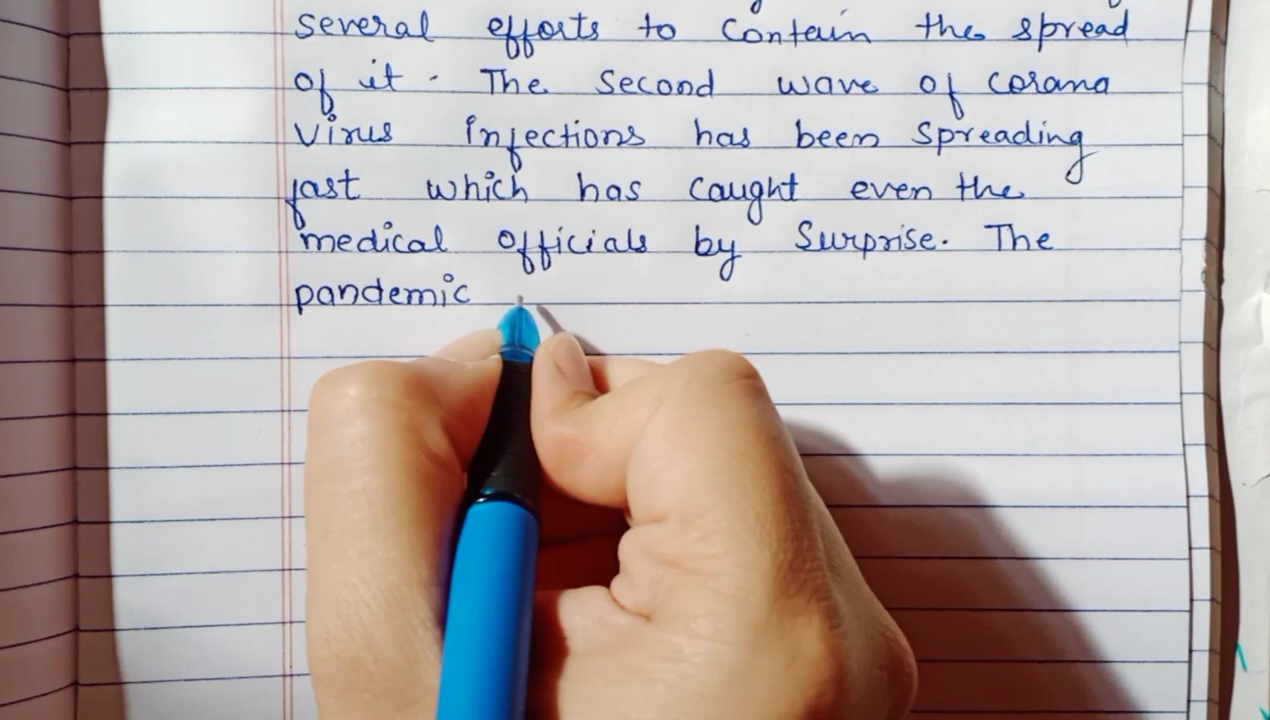 several efforts to contain the spread
of it. The second wave of corana
virus infections has been spreading
fast which has caught even the
medical officials by surprise. The
pandemic